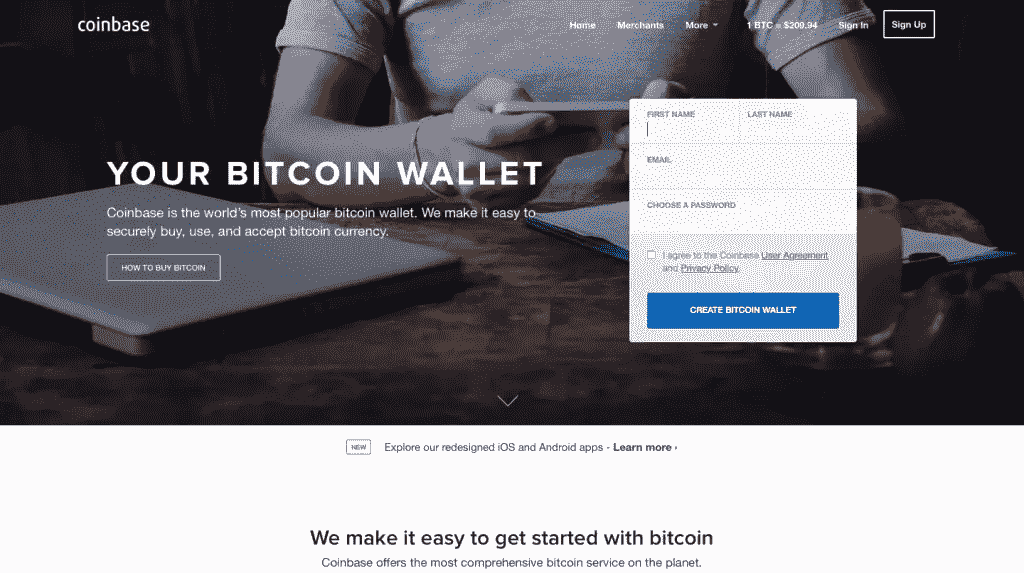 coinbase
Home Merchants More 1 BTC = $209.94 Sign In Sign Up
YOUR BITCOIN WALLET
Coinbase is the world's most popular bitcoin wallet. We make it easy to
securely buy, use, and accept bitcoin currency.
HOW TO BUY BITCOIN
FIRST NAME LAST NAME
EMAIL
CHOOSE A PASSWORD
I agree to the Coinbase User Agreement
and Privacy Policy.
CREATE BITCOIN WALLET
NEW Explore our redesigned iOS and Android apps - Learn more ›
We make it easy to get started with bitcoin
Coinbase offers the most comprehensive bitcoin service on the planet.